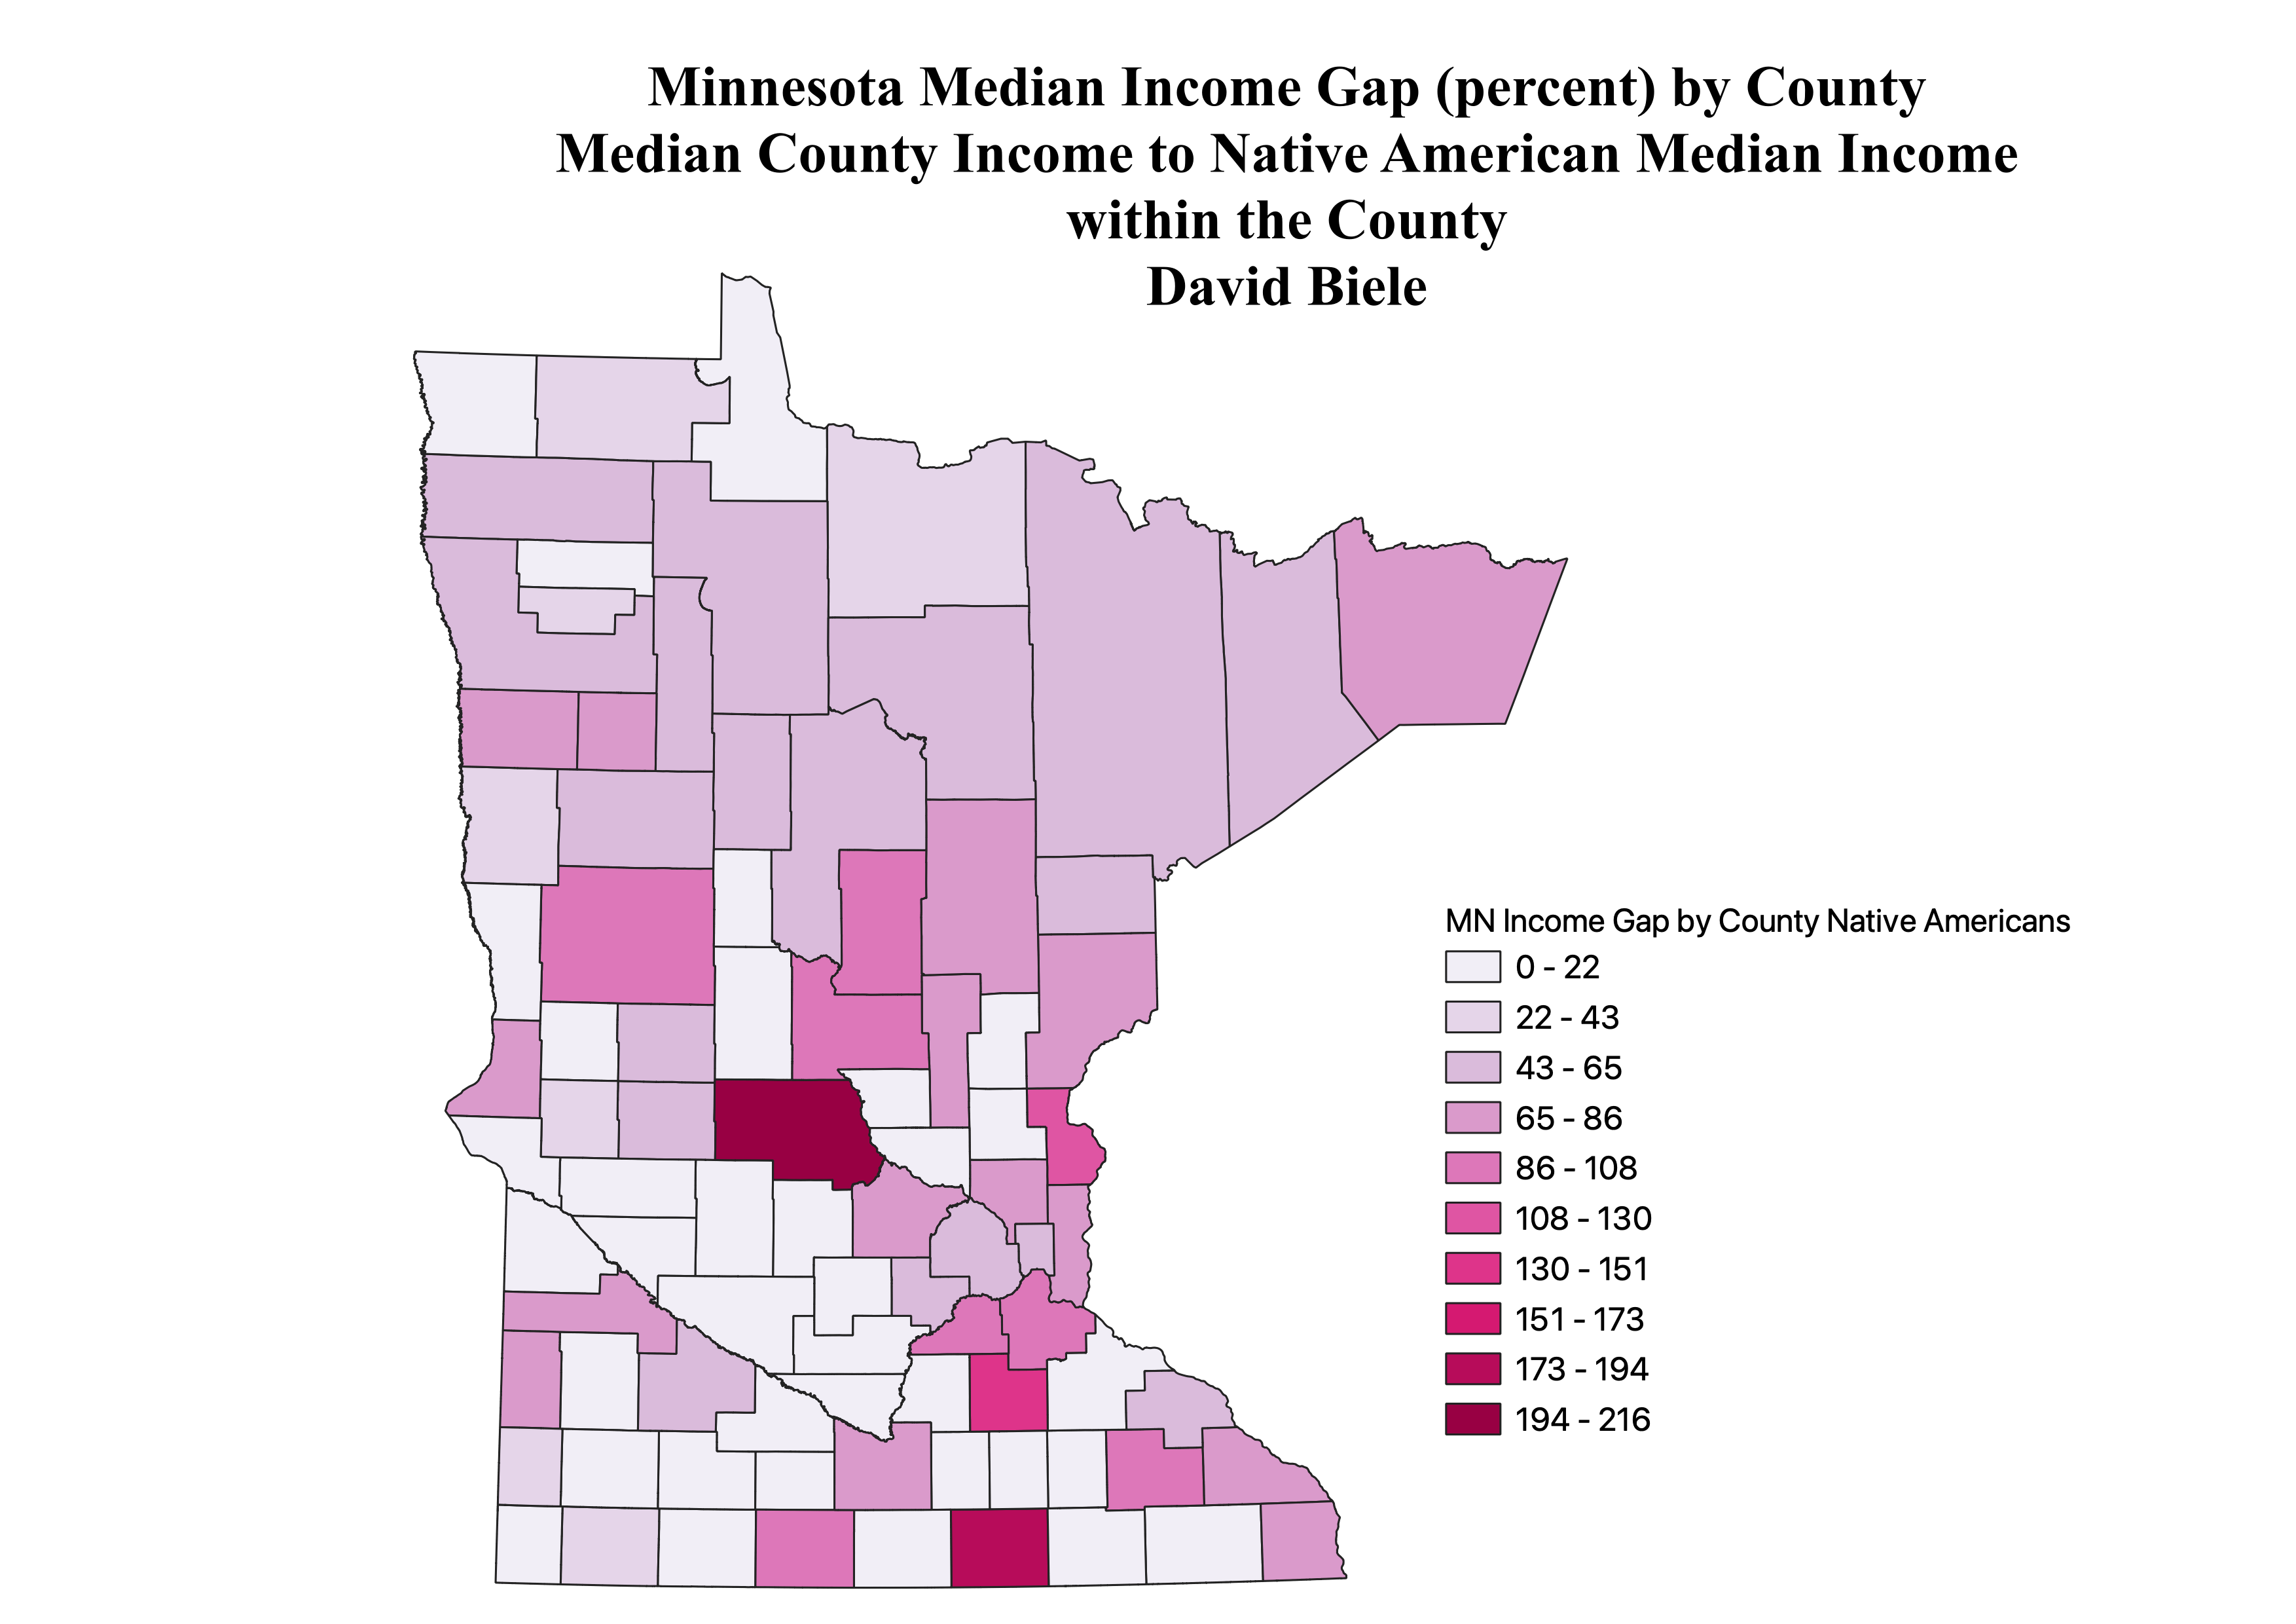 Minnesota Median Income Gap (percent) by County
Median County Income to Native American Median Income
within the County
David Biele
MN Income Gap by County Native Americans
0 - 22
22 - 43
43 - 65
65 - 86
86 - 108
108 - 130
130 - 151
151 - 173
173 - 194
194 - 216